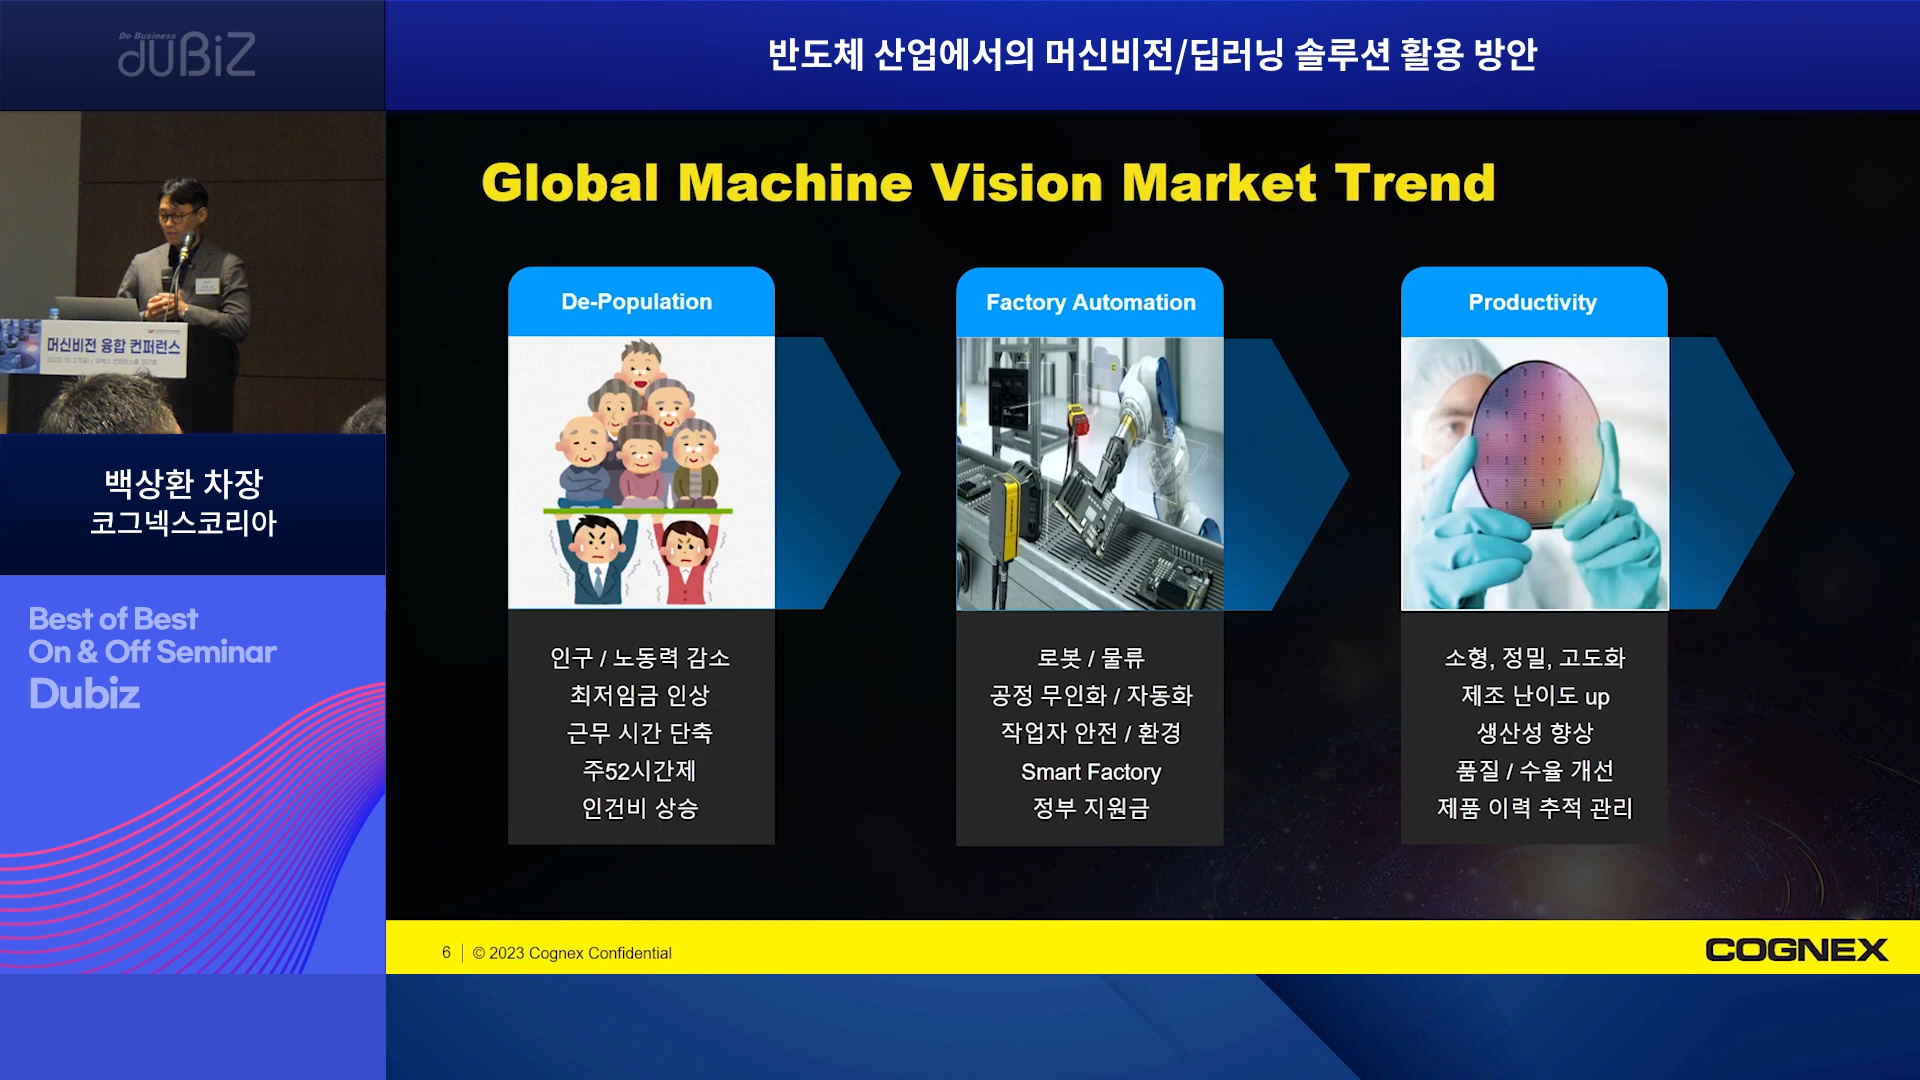 Do Business
duBiZ
반도체 산업에서의 머신비전/딥러닝 솔루션 활용 방안
머신비전 융합 컨퍼런스
백상환 차장
코그넥스코리아
Best of Best
On & Off Seminar
Dubiz
Global Machine Vision Market Trend
De-Population
인구 / 노동력 감소
최저임금 인상
근무 시간 단축
주52시간제
인건비 상승
Factory Automation
로봇 / 물류
공정 무인화 / 자동화
작업자 안전 / 환경
Smart Factory
정부 지원금
Productivity
소형, 정밀, 고도화
제조 난이도 up
생산성 향상
품질 / 수율 개선
제품 이력 추적 관리
6
© 2023 Cognex Confidential
COGNEX